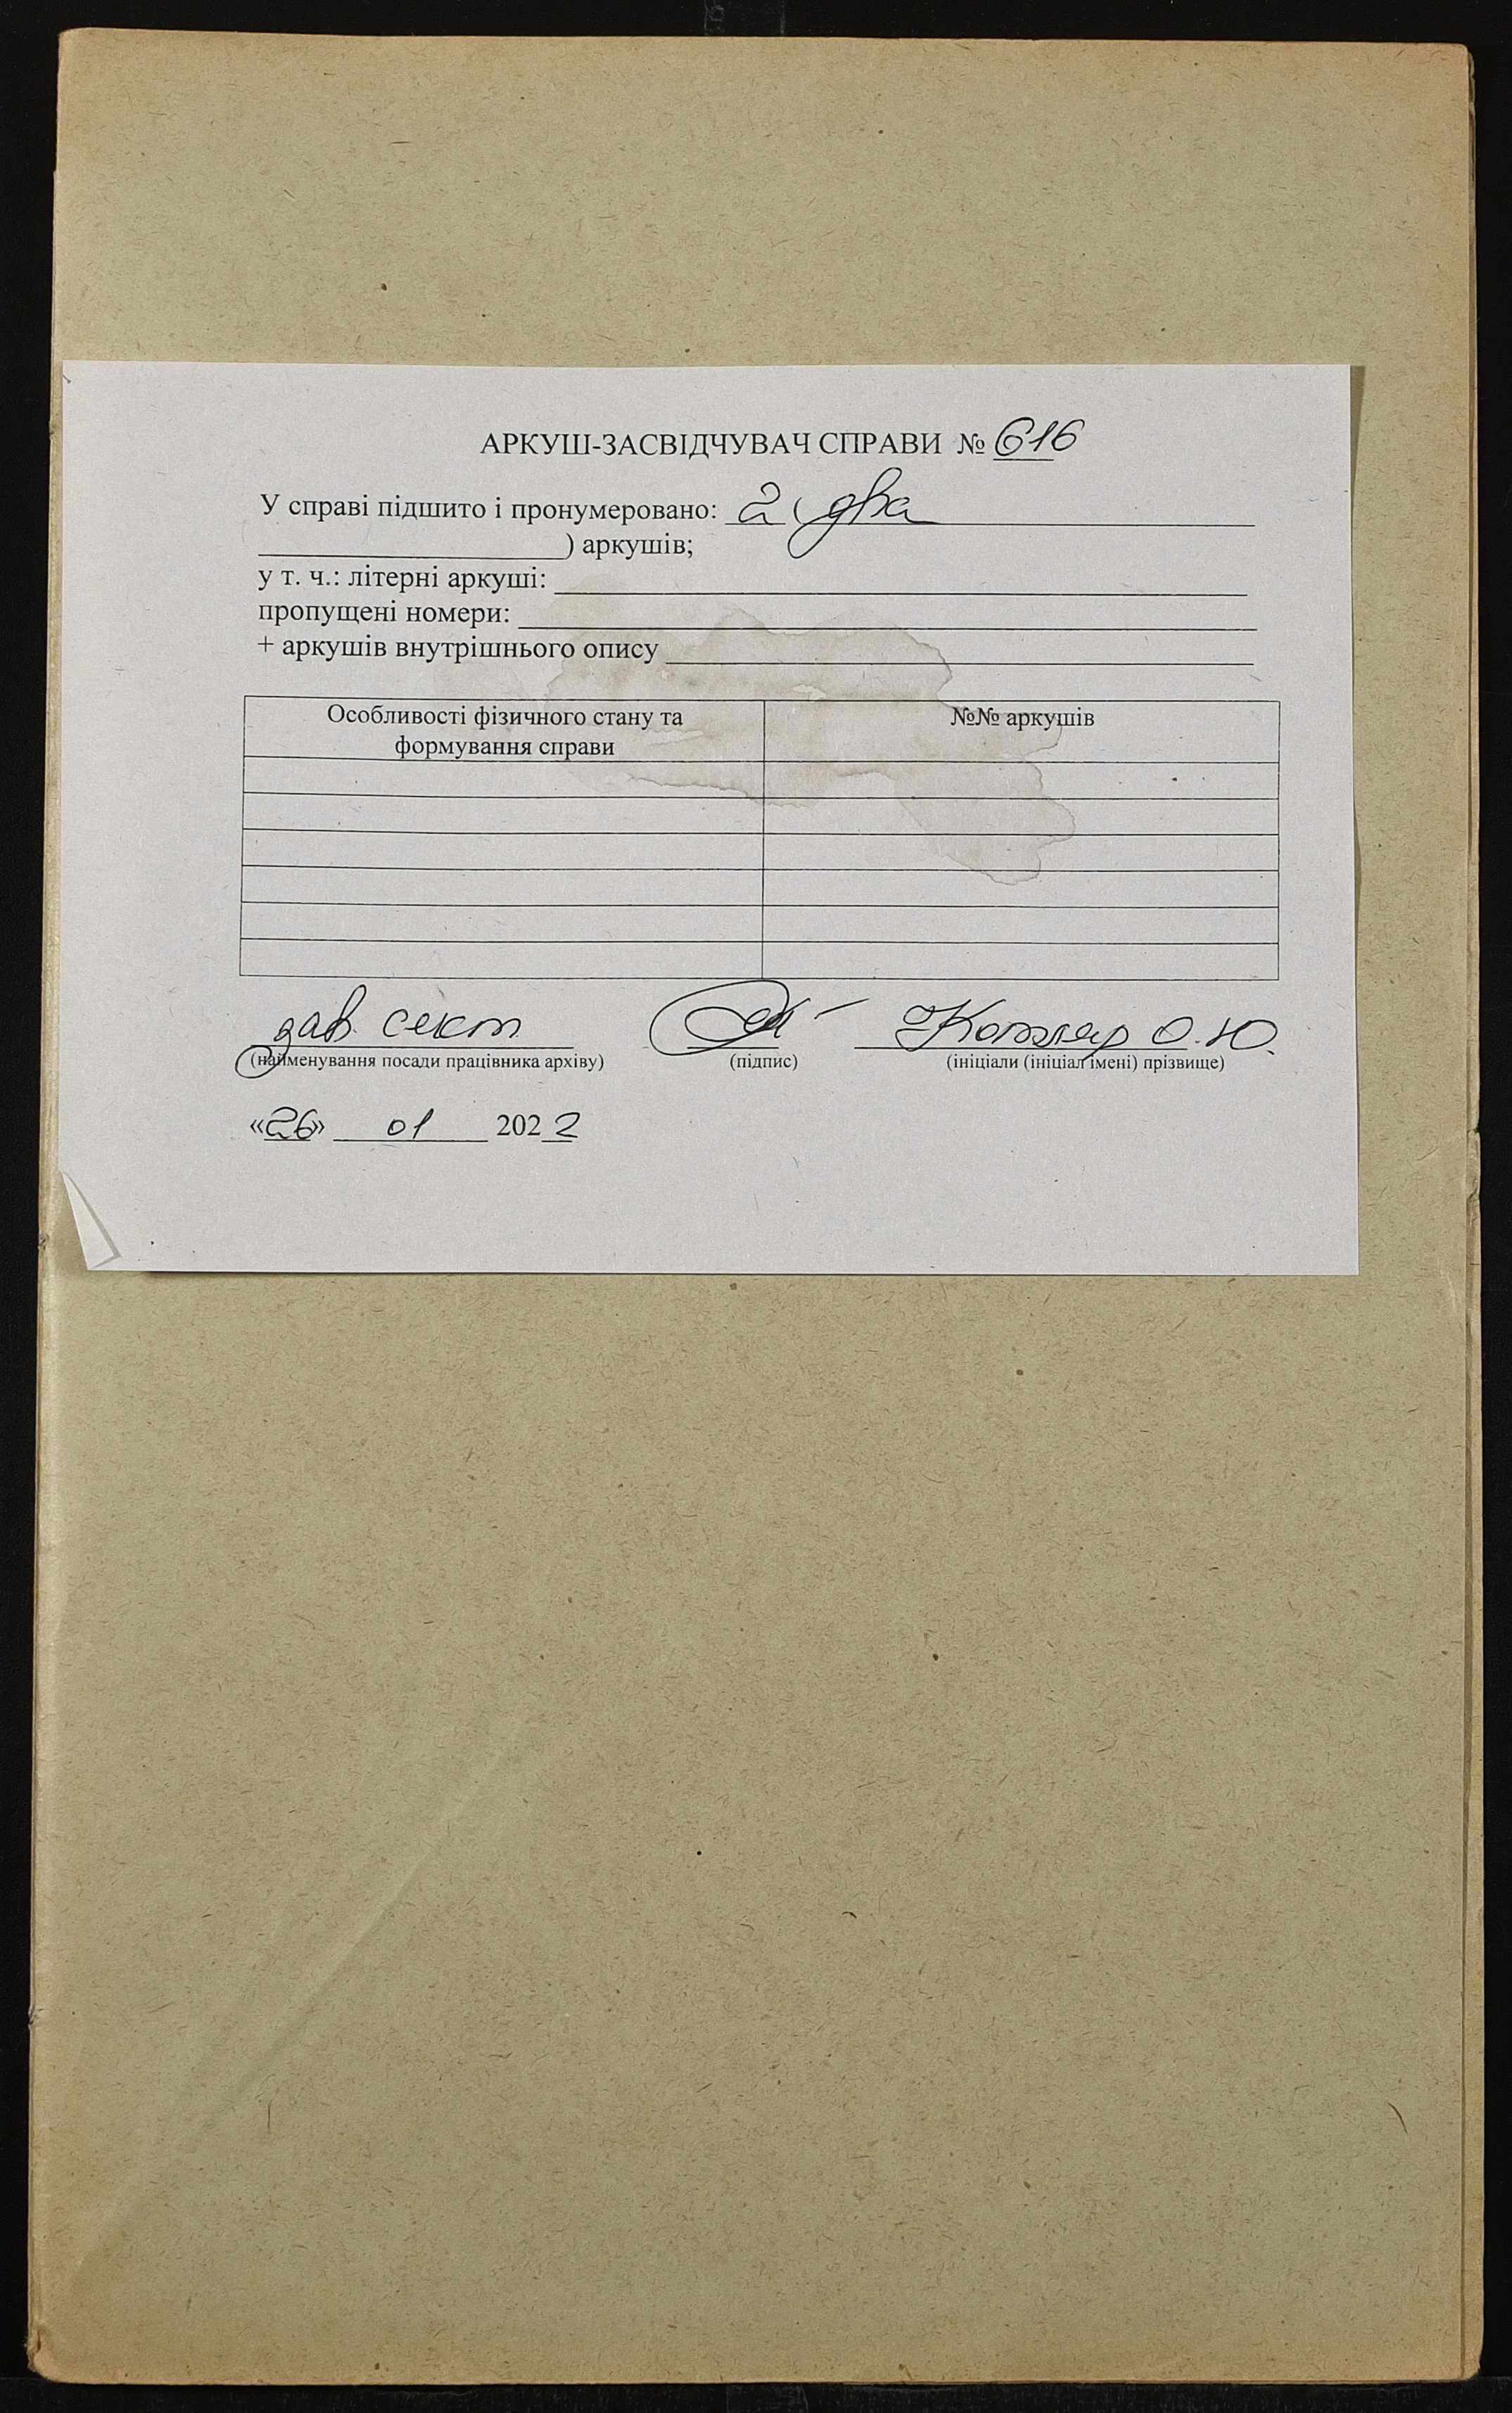 АРКУШ-ЗАСВІДЧУВАЧ СПРАВИ № 616
У справі підшито і пронумеровано: 2 ( два
) аркушів;
у т. ч.: літерні аркуші:
пропущені номери:
+ аркушів внутрішнього опису
Особливості фізичного стану та
формування справи
№№ аркушів
зав. сект. Котляр О.Ю.
(найменування посади працівника архіву) (підпис) (ініціали (ініціал імені) прізвище)
«26» 01 2022